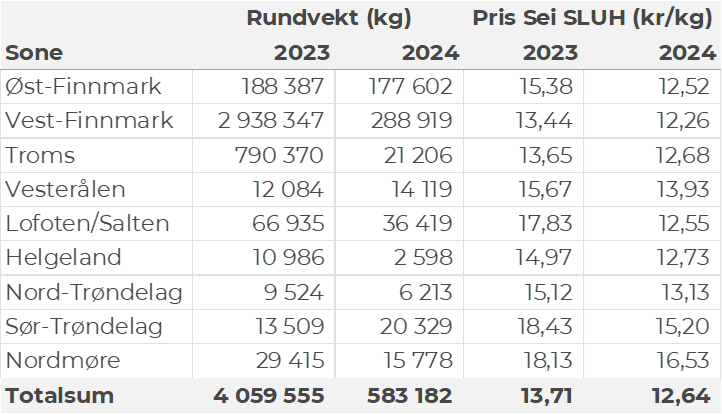 Rundvekt (kg) Pris Sei SLUH (kr/kg)
Sone 2023 2024 2023 2024
Øst-Finnmark 188 387 177 602 15,38 12,52
Vest-Finnmark 2 938 347 288 919 13,44 12,26
Troms 790 370 21 206 13,65 12,68
Vesterålen 12 084 14 119 15,67 13,93
Lofoten/Salten 66 935 36 419 17,83 12,55
Helgeland 10 986 2 598 14,97 12,73
Nord-Trøndelag 9 524 6 213 15,12 13,13
Sør-Trøndelag 13 509 20 329 18,43 15,20
Nordmøre 29 415 15 778 18,13 16,53
Totalsum 4 059 555 583 182 13,71 12,64